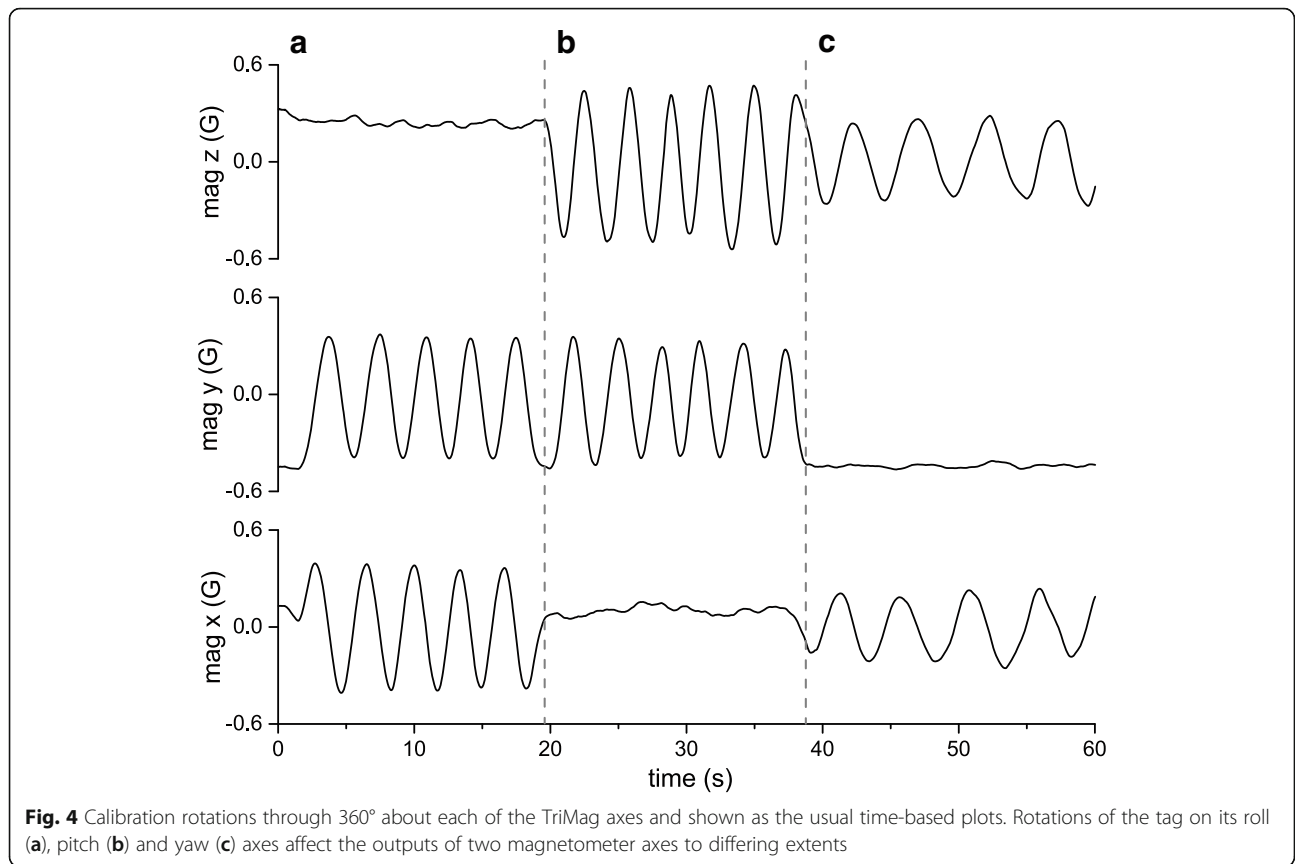 a b c
0.6
0.0
-0.6
mag z (G)
0.6
0.0
-0.6
mag y (G)
0.6
0.0
-0.6
mag x (G)
0 10 20 30 40 50 60
time (s)
Fig. 4 Calibration rotations through 360° about each of the TriMag axes and shown as the usual time-based plots. Rotations of the tag on its roll
(a), pitch (b) and yaw (c) axes affect the outputs of two magnetometer axes to differing extents